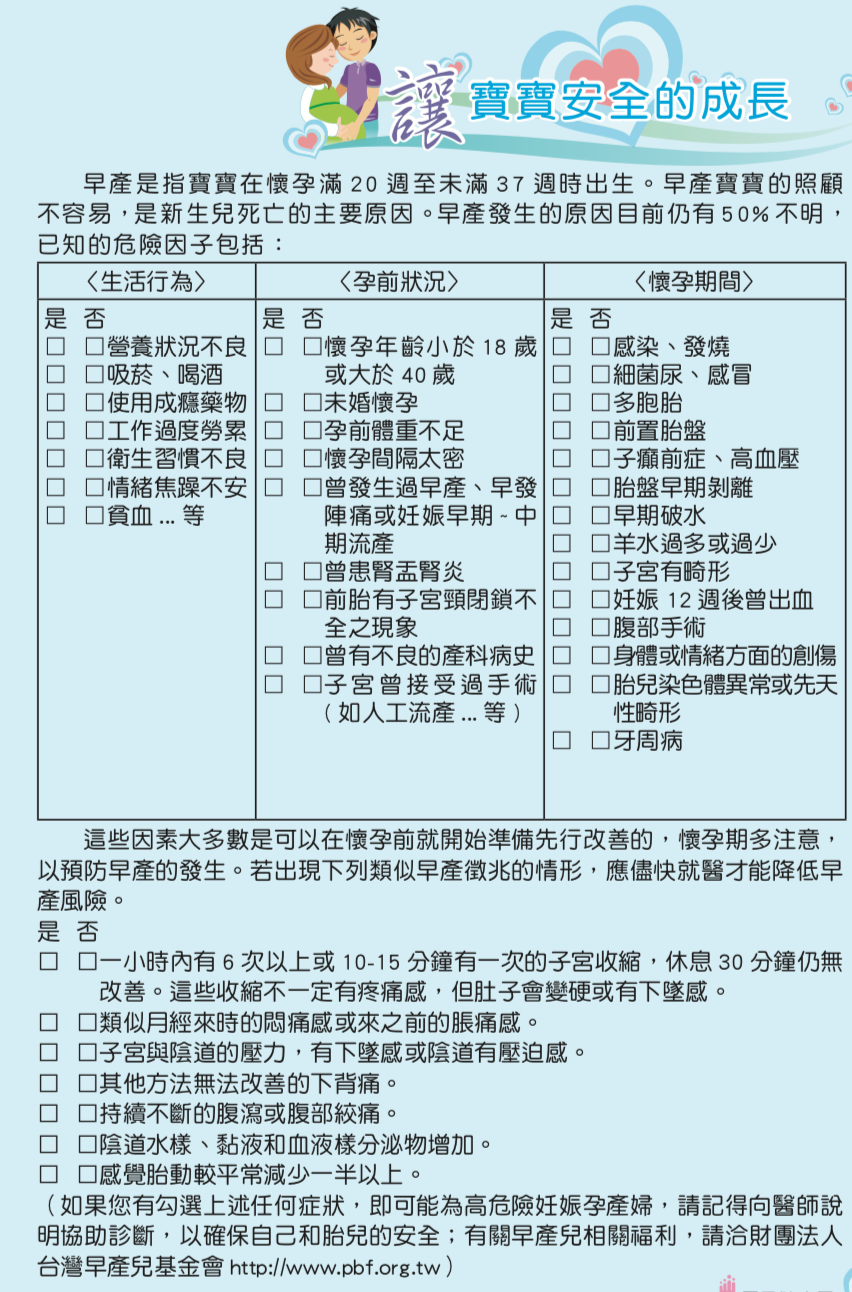 讓寶寶安全的成長
早產是指寶寶在懷孕滿 20 週至未滿 37 週時出生。早產寶寶的照顧
不容易，是新生兒死亡的主要原因。早產發生的原因目前仍有50%不明，
已知的危險因子包括：
〈生活行為〉
是 否
□ □營養狀況不良
□ □吸菸、喝酒
□ □使用成癮藥物
□ □工作過度勞累
□ □衛生習慣不良
□ □情緒焦躁不安
□ □貧血 ... 等
〈孕前狀況〉
是 否
□ □懷孕年齡小於 18 歲
或大於 40 歲
□ □未婚懷孕
□ □孕前體重不足
□ □懷孕間隔太密
□ □曾發生過早產、早發
陣痛或妊娠早期 ~ 中
期流產
□ □曾患腎盂腎炎
□ □前胎有子宮頸閉鎖不
全之現象
□ □曾有不良的產科病史
□ □子宮曾接受過手術
（如人工流產 ... 等）
〈懷孕期間〉
是 否
□ □感染、發燒
□ □細菌尿、感冒
□ □多胞胎
□ □前置胎盤
□ □子癲前症、高血壓
□ □胎盤早期剝離
□ □早期破水
□ □羊水過多或過少
□ □子宮有畸形
□ □妊娠 12 週後曾出血
□ □腹部手術
□ □身體或情緒方面的創傷
□ □胎兒染色體異常或先天
性畸形
□ □牙周病
這些因素大多數是可以在懷孕前就開始準備先行改善的，懷孕期多注意，
以預防早產的發生。若出現下列類似早產徵兆的情形，應儘快就醫才能降低早
產風險。
是 否
□ □一小時內有 6 次以上或 10-15 分鐘有一次的子宮收縮，休息 30 分鐘仍無
改善。這些收縮不一定有疼痛感，但肚子會變硬或有下墜感。
□ □類似月經來時的悶痛感或來之前的脹痛感。
□ □子宮與陰道的壓力，有下墜感或陰道有壓迫感。
□ □其他方法無法改善的下背痛。
□ □持續不斷的腹瀉或腹部絞痛。
□ □陰道水樣、黏液和血液樣分泌物增加。
□ □感覺胎動較平常減少一半以上。
（如果您有勾選上述任何症狀，即可能為高危險妊娠孕產婦，請記得向醫師說
明協助診斷，以確保自己和胎兒的安全；有關早產兒相關福利，請洽財團法人
台灣早產兒基金會 http://www.pbf.org.tw）